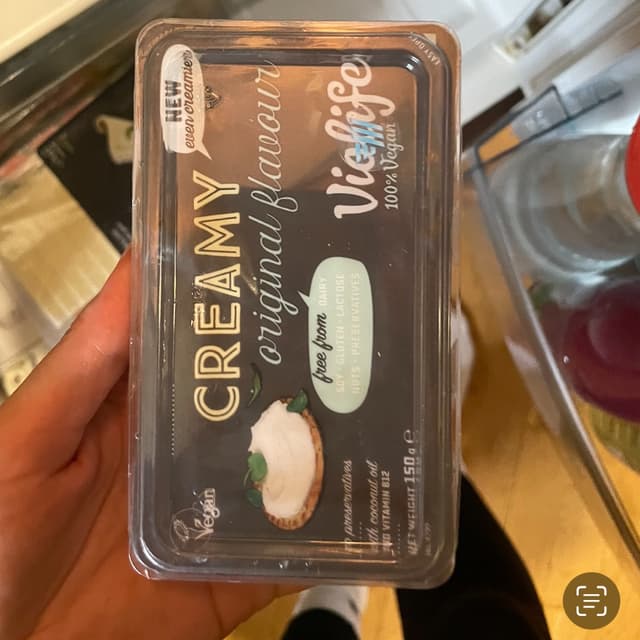 NEW
even creamier
CREAMY
original flavour
Violife
100% Vegan
free from DAIRY
SOY · GLUTEN · LACTOSE
NUTS · PRESERVATIVES
Vegan
no preservatives
with coconut oil
VITAMIN B12
NET WEIGHT 150g ℮